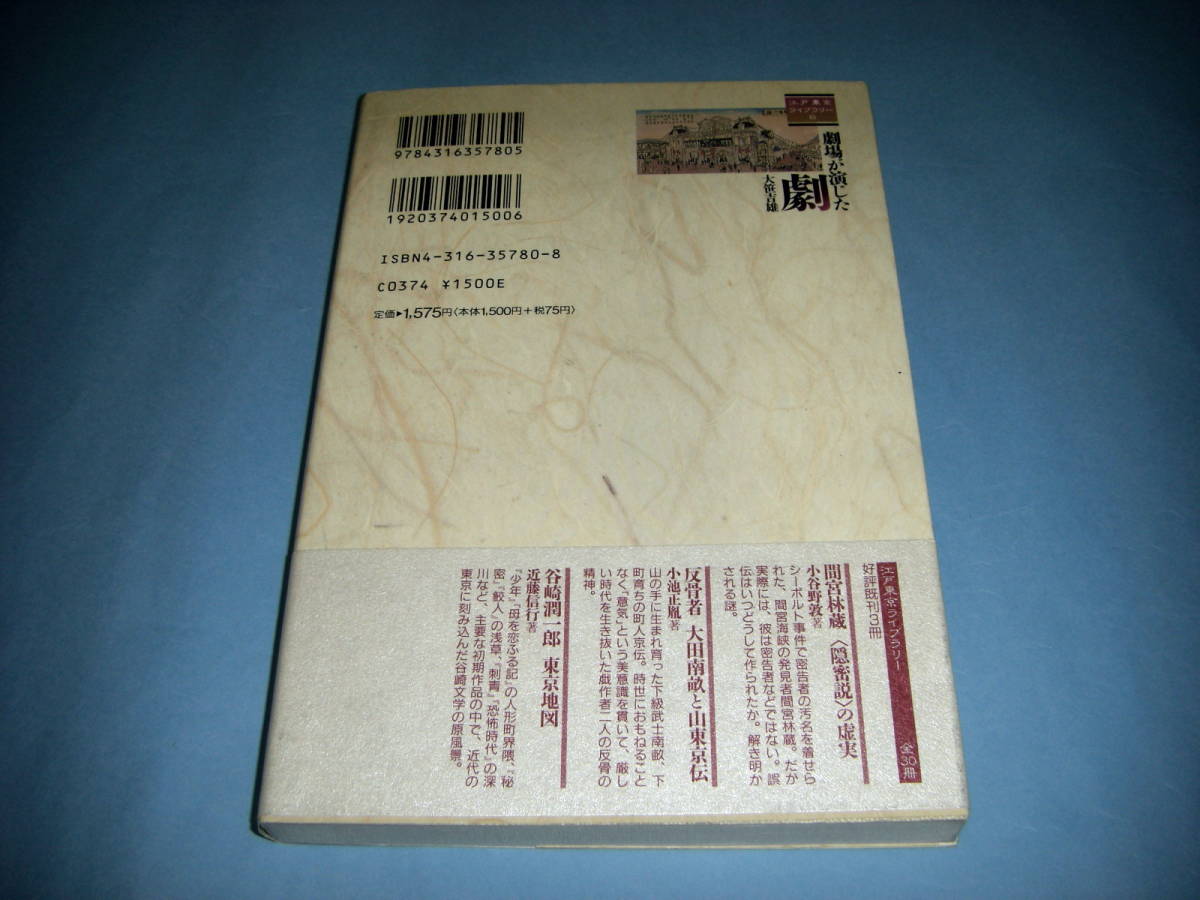 9784316357805
1920374015006
ISBN4-316-35780-8
C0374 ¥1500E
定価▶1,575円〈本体1,500円+税75円〉
江戸東京
ライブラリー
劇場が演じた
劇
大笹吉雄
江戸東京ライブラリー 全30冊
好評既刊3冊
間宮林蔵〈隠密説〉の虚実
小谷野敦著
シーボルト事件で密告者の汚名を着せら
れた、間宮海峡の発見者間宮林蔵。だが
実際には、彼は密告者などではない。誤
伝はいつどうして作られたか。解き明か
される謎。
反骨者 大田南畝と山東京伝
小池正胤著
山の手に生まれ育った下級武士南畝、下
町育ちの町人京伝。時世におもねること
なく「意気」という美意識を貫いて、厳し
い時代を生き抜いた戯作者二人の反骨の
精神。
谷崎潤一郎 東京地図
近藤信行著
『少年』『母を恋ふる記』の人形町界隈、『秘
密』『鮫人』の浅草、『刺青』『恐怖時代』の深
川など、主要な初期作品の中で、近代の
東京に刻み込んだ谷崎文学の原風景。